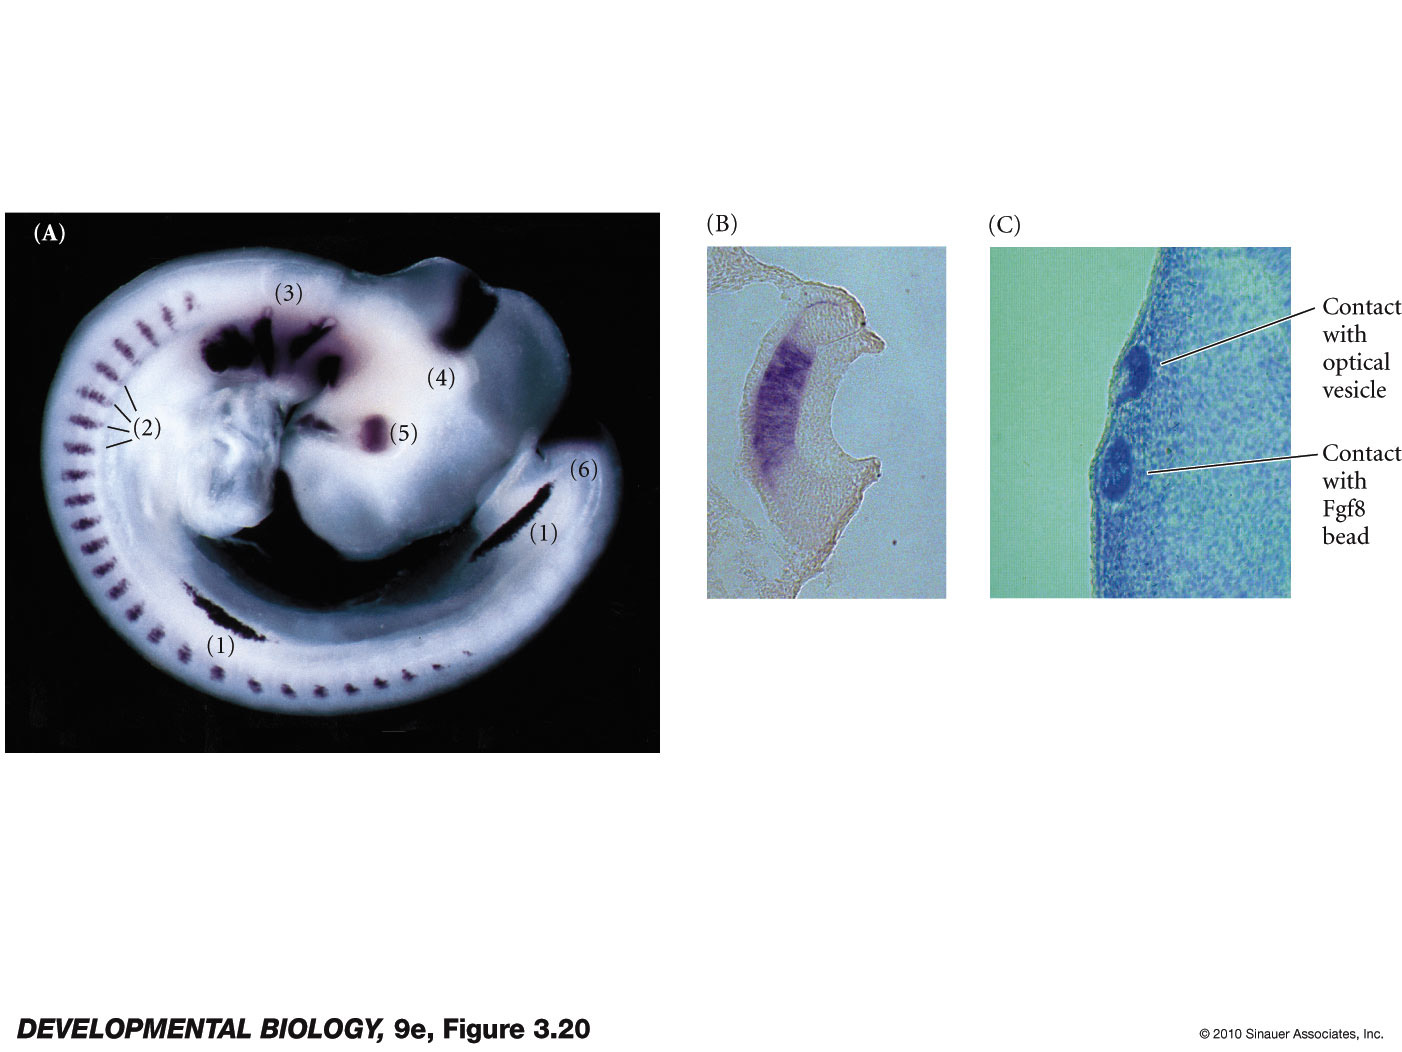 (A)
(3)
(4)
(2)
(5)
(6)
(1)
(1)
(B)
(C)
Contact
with
optical
vesicle
Contact
with
Fgf8
bead
DEVELOPMENTAL BIOLOGY, 9e, Figure 3.20
© 2010 Sinauer Associates, Inc.